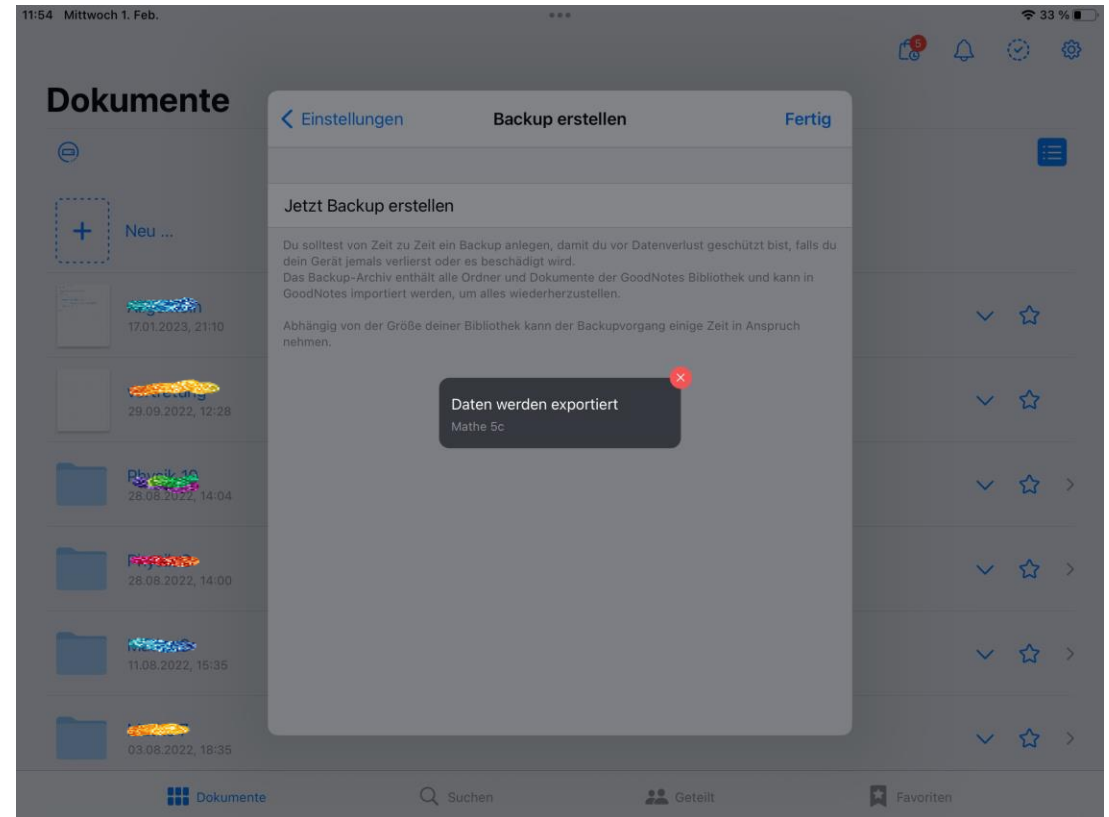 11:54 Mittwoch 1. Feb.
33 %
5
Dokumente
Einstellungen
Backup erstellen
Fertig
Jetzt Backup erstellen
Du solltest von Zeit zu Zeit ein Backup anlegen, damit du vor Datenverlust geschützt bist, falls du
dein Gerät jemals verlierst oder es beschädigt wird.
Das Backup-Archiv enthält alle Ordner und Dokumente der GoodNotes Bibliothek und kann in
GoodNotes importiert werden, um alles wiederherzustellen.
Abhängig von der Größe deiner Bibliothek kann der Backupvorgang einige Zeit in Anspruch
nehmen.
Daten werden exportiert
Mathe 5c
Neu ...
17.01.2023, 21:10
29.09.2022, 12:28
Physik 10
28.08.2022, 14:04
28.08.2022, 14:00
11.08.2022, 15:35
03.08.2022, 18:35
Dokumente
Suchen
Geteilt
Favoriten